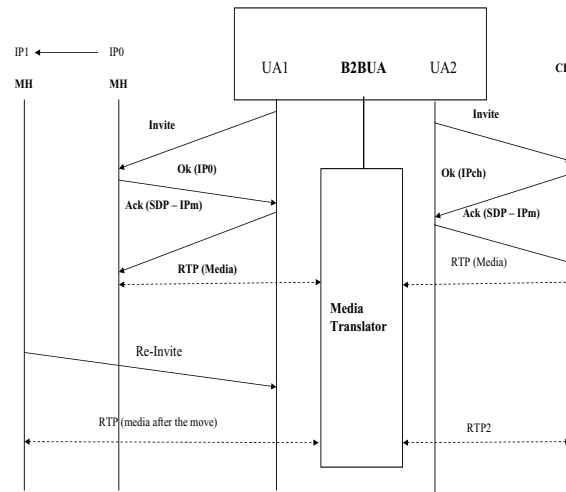 IP1 IP0
UA1 B2BUA UA2
MH MH
Invite Invite
Ok (IP0) Ok (IPch)
Ack (SDP – IPm) Ack (SDP – IPm)
RTP (Media) RTP (Media)
Media
Translator
Re-Invite
RTP (media after the move) RTP2